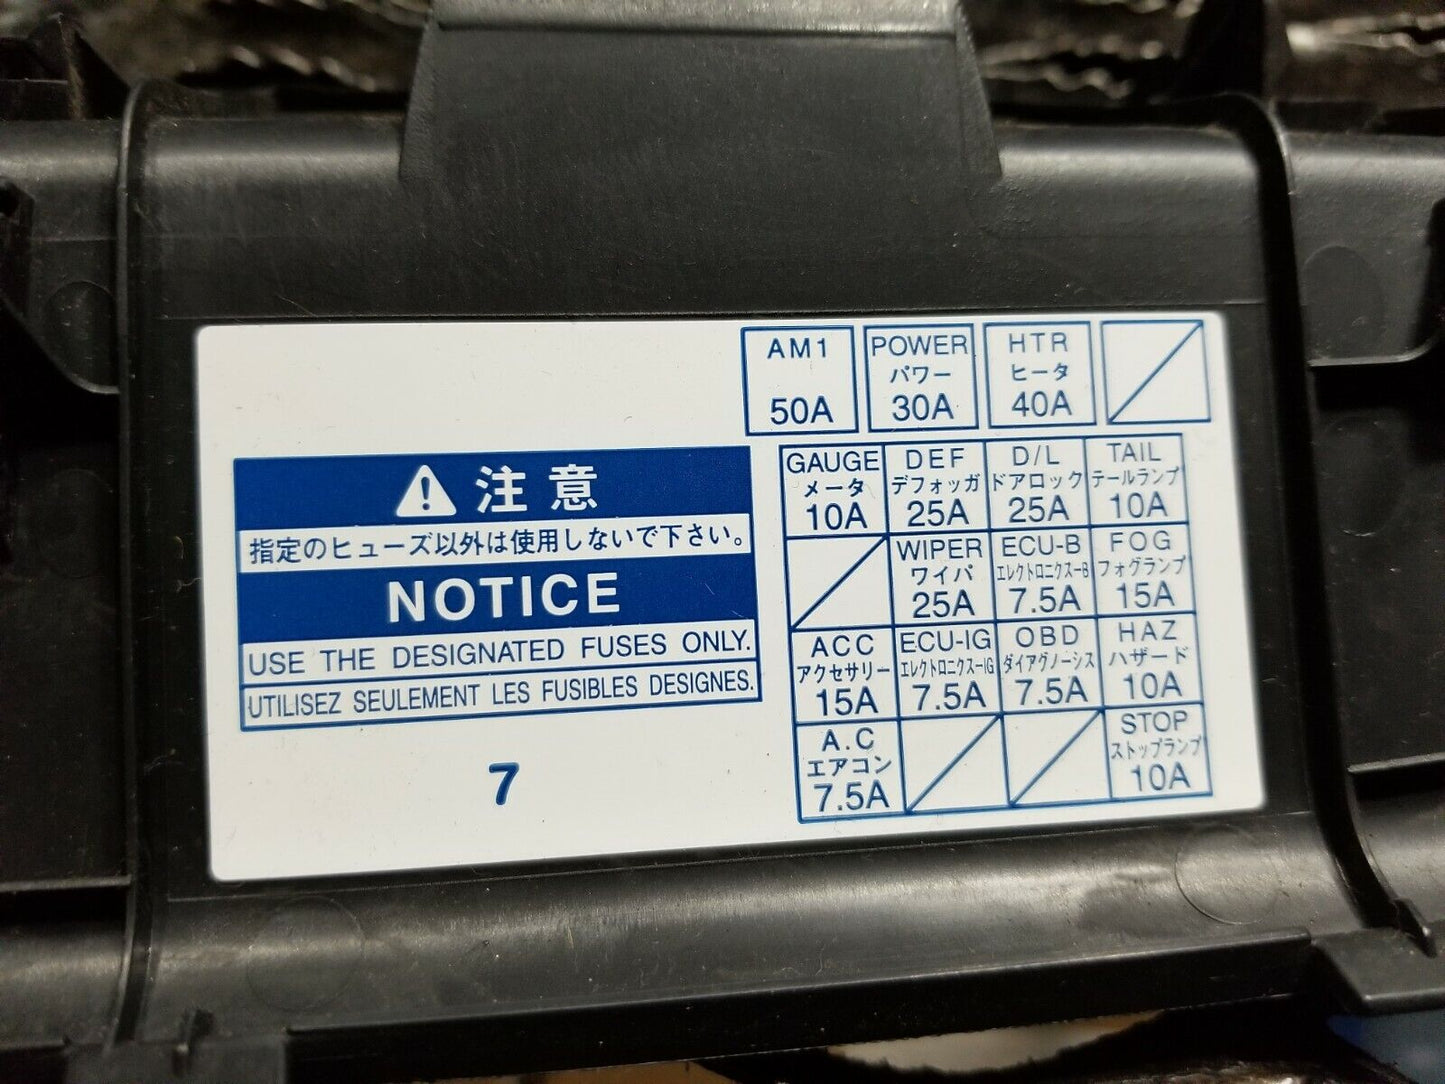 AM1
50A
POWER
パワー
30A
HTR
ヒータ
40A
注意
指定のヒューズ以外は使用しないで下さい。
NOTICE
USE THE DESIGNATED FUSES ONLY.
UTILISEZ SEULEMENT LES FUSIBLES DESIGNES.
7
GAUGE
メータ
10A
DEF
デフォッガ
25A
D/L
ドアロック
25A
TAIL
テールランプ
10A
WIPER
ワイパ
25A
ECU-B
エレクトロニクスーB
7.5A
FOG
フォグランプ
15A
ACC
アクセサリー
15A
ECU-IG
エレクトロニクスーIG
7.5A
OBD
ダイアグノーシス
7.5A
HAZ
ハザード
10A
A.C
エアコン
7.5A
STOP
ストップランプ
10A